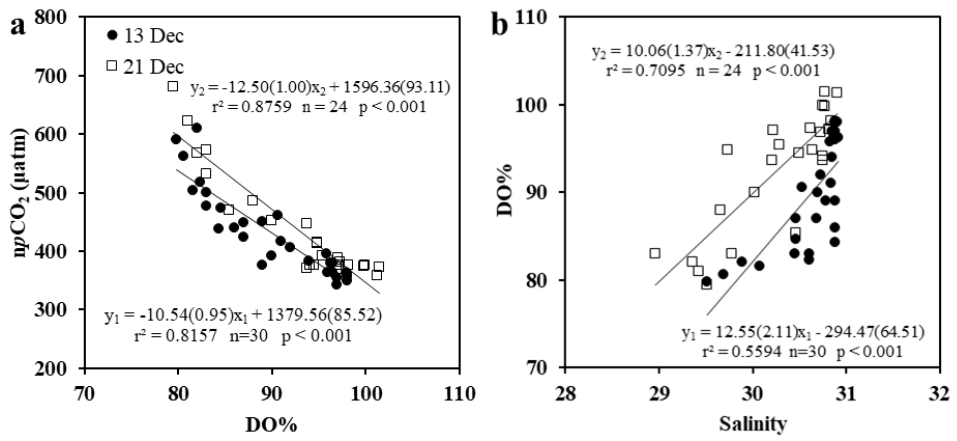 a
13 Dec
21 Dec
y₂ = -12.50(1.00)x₂ + 1596.36(93.11)
r² = 0.8759 n = 24 p < 0.001
y₁ = -10.54(0.95)x₁ + 1379.56(85.52)
r² = 0.8157 n=30 p < 0.001
800
700
600
500
400
300
200
npCO₂ (µatm)
70 80 90 100 110
DO%
b
y₂ = 10.06(1.37)x₂ - 211.80(41.53)
r² = 0.7095 n = 24 p < 0.001
y₁ = 12.55(2.11)x₁ - 294.47(64.51)
r² = 0.5594 n=30 p < 0.001
110
100
90
80
70
DO%
28 29 30 31 32
Salinity